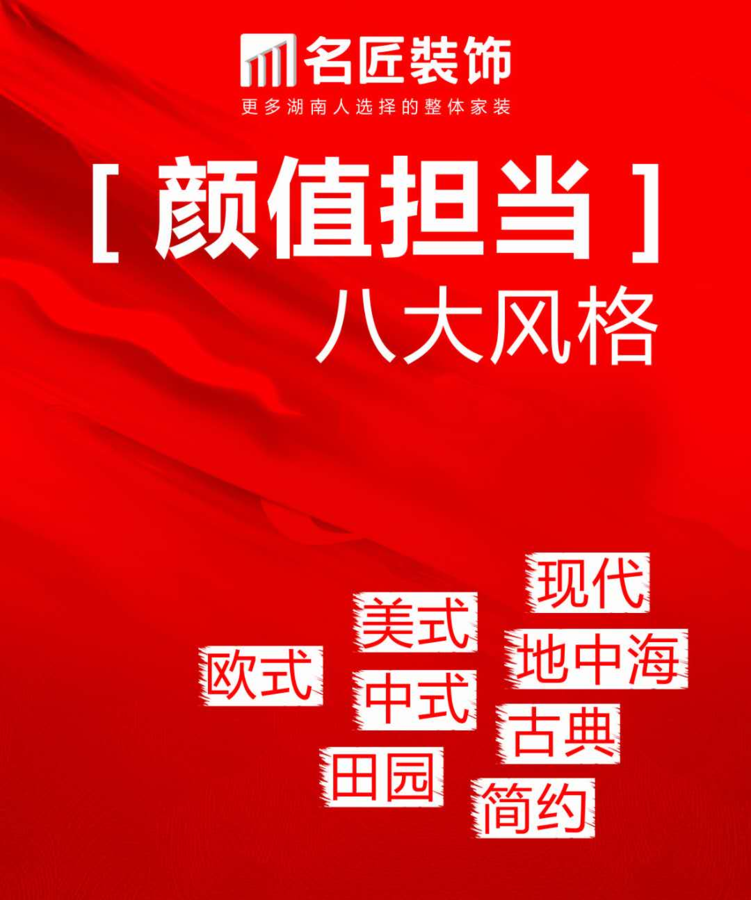 名匠装饰
更多湖南人选择的整体家装
[ 颜值担当 ]
八大风格
现代
美式
地中海
欧式
中式
古典
田园
简约